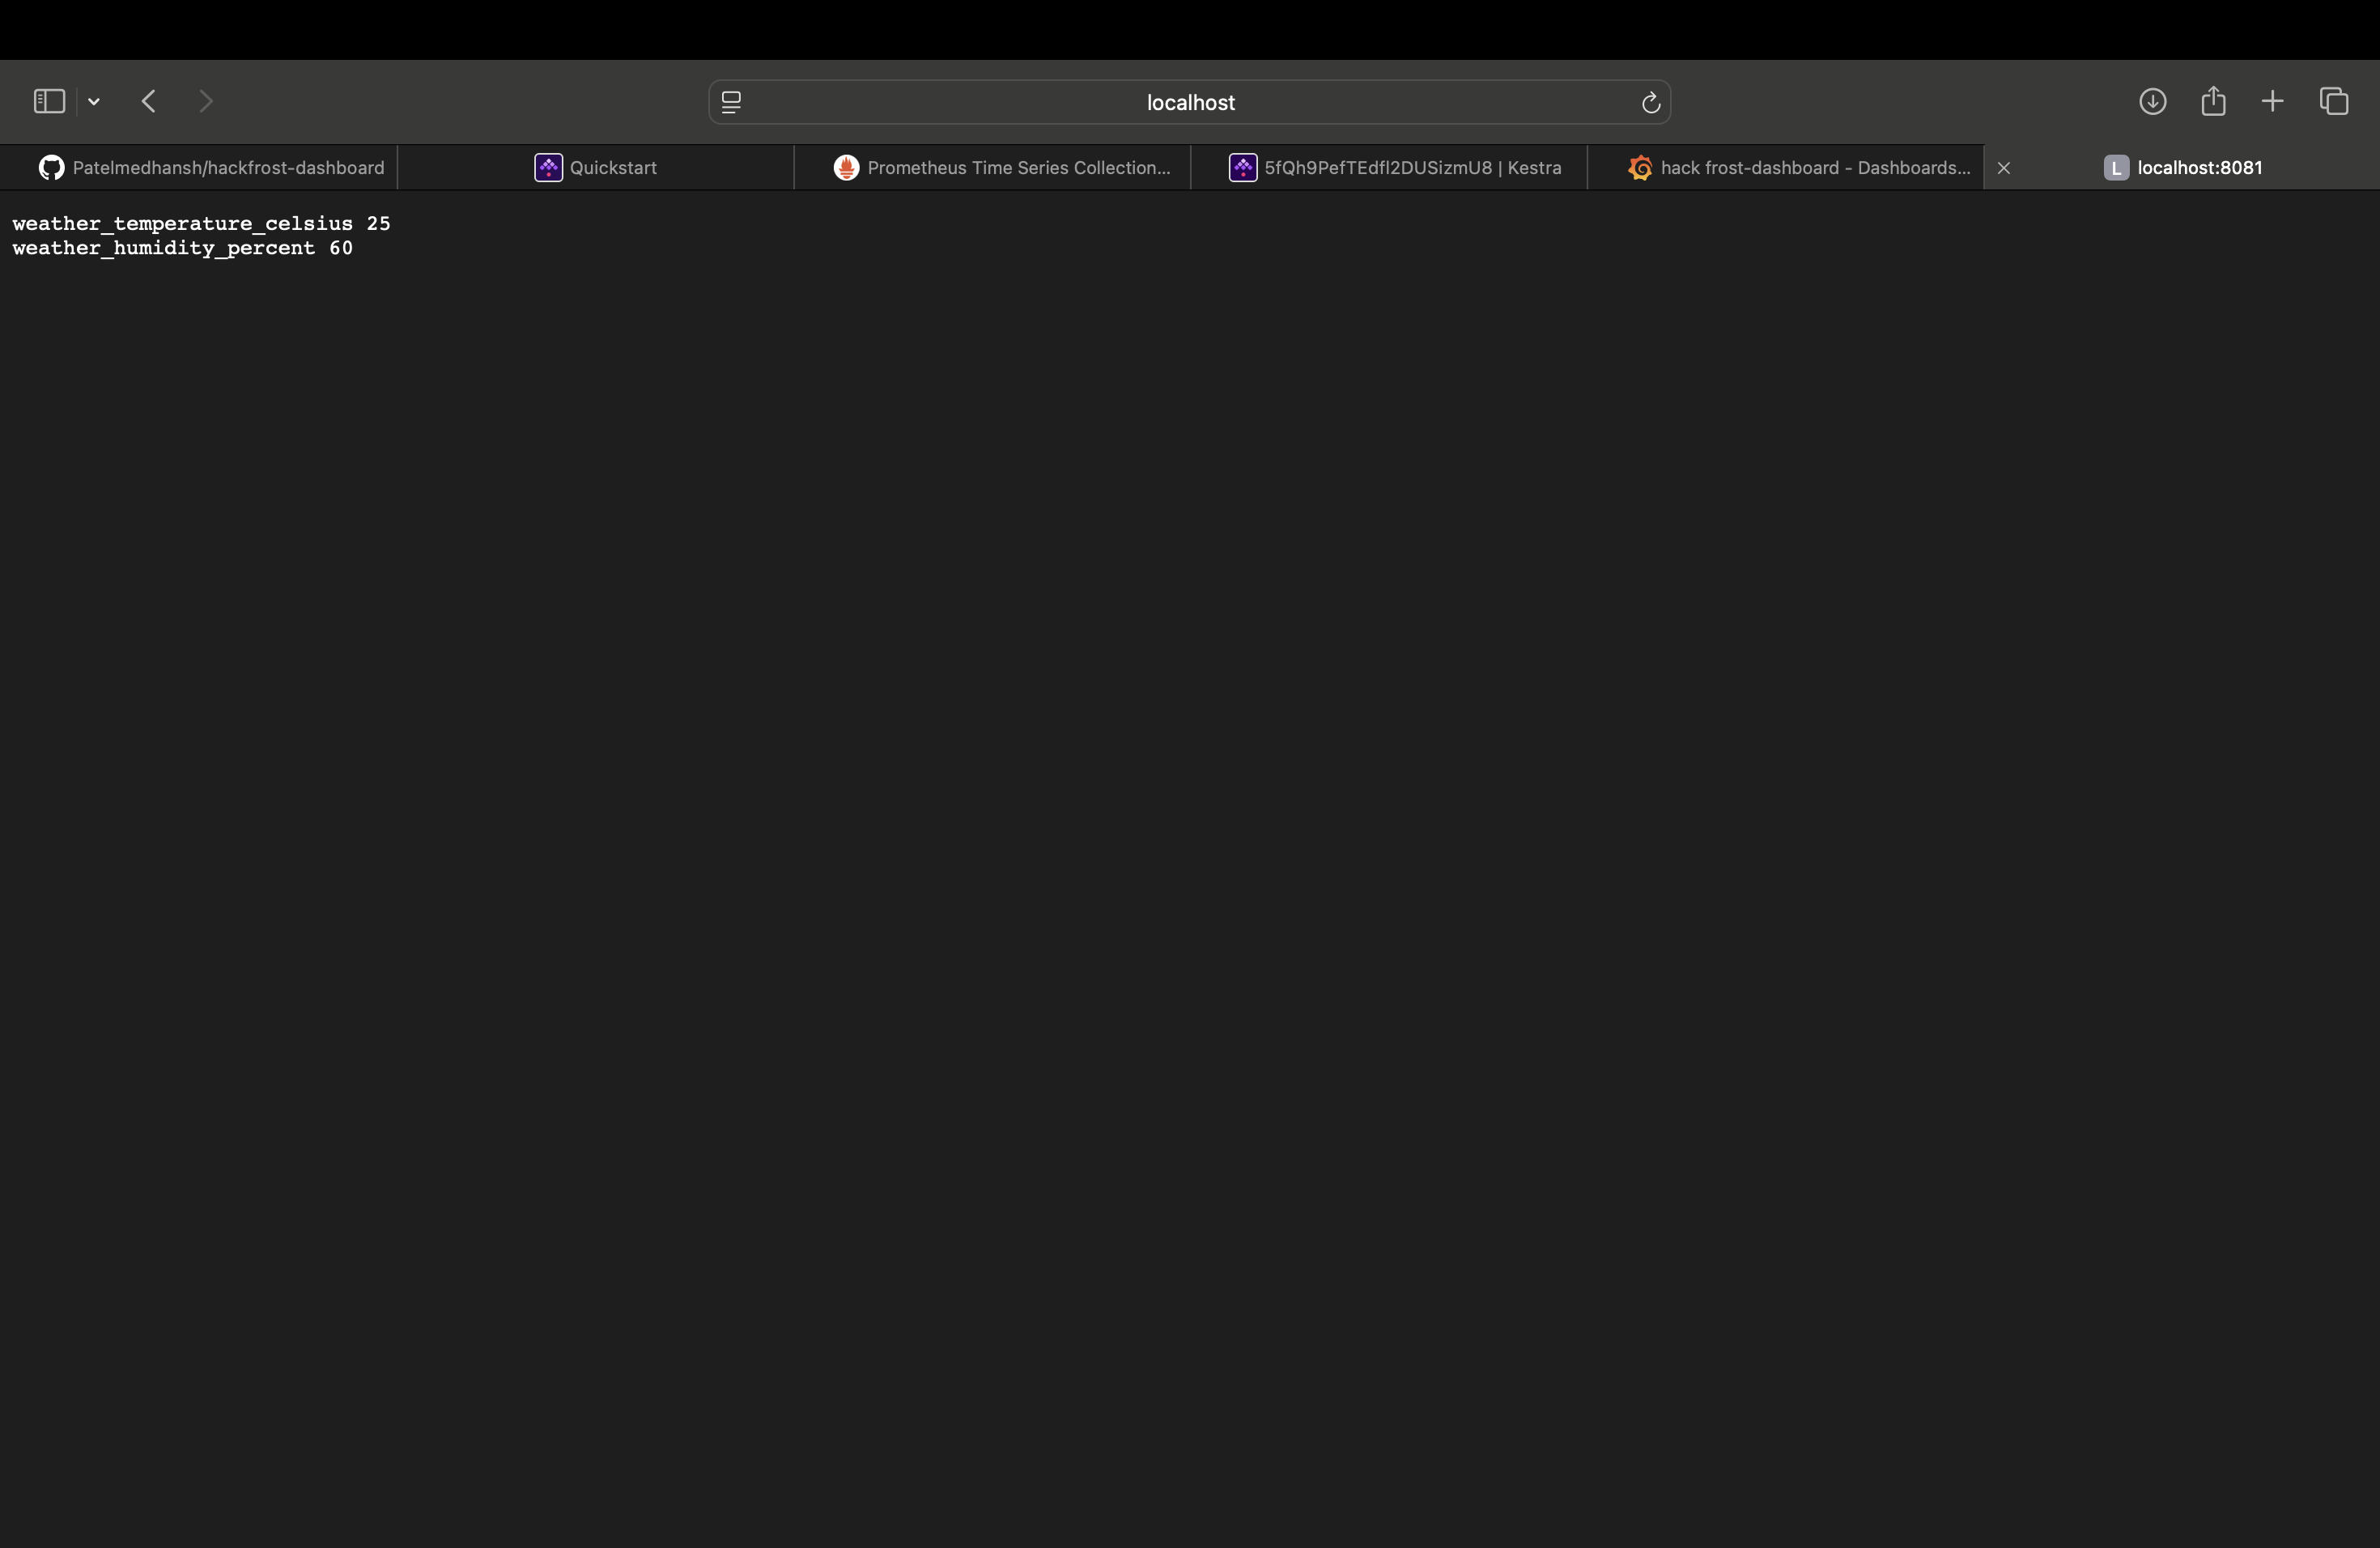 localhost
Patelmedhansh/hackfrost-dashboard
Quickstart
Prometheus Time Series Collection...
5fQh9PefTEdfl2DUSizmU8 | Kestra
hack frost-dashboard - Dashboards...
L localhost:8081
weather_temperature_celsius 25
weather_humidity_percent 60